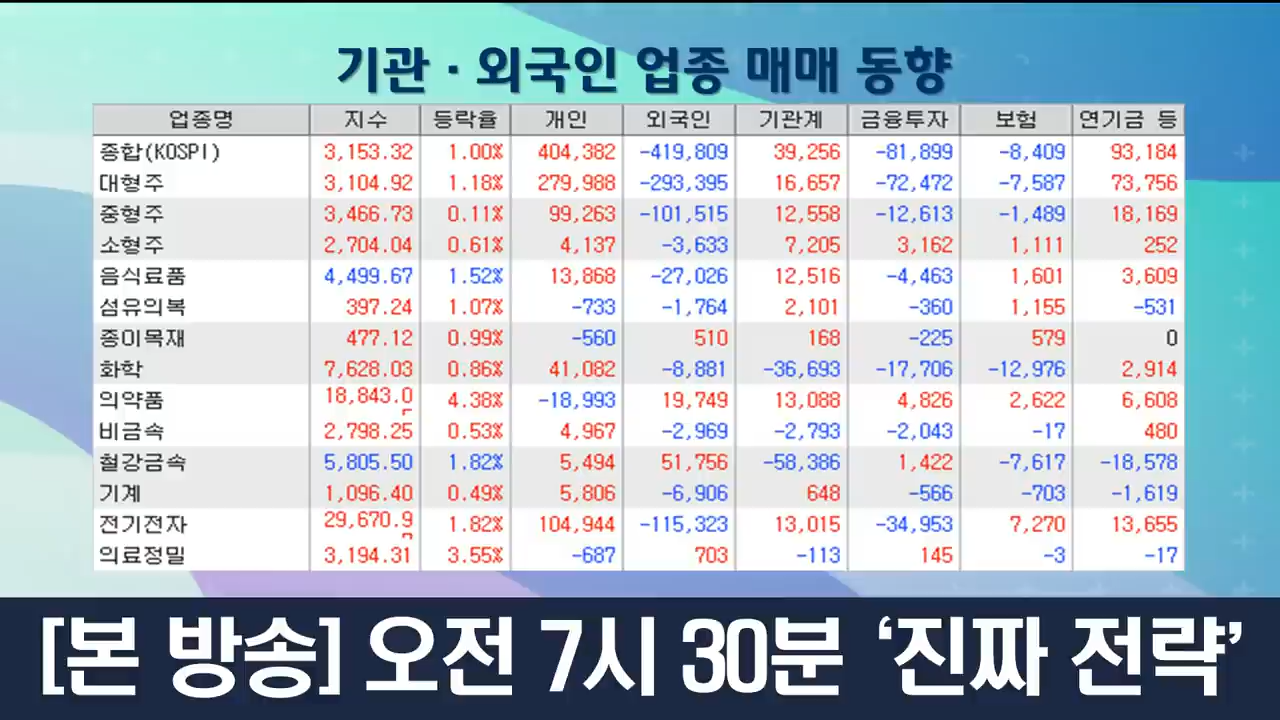 기관 · 외국인 업종 매매 동향
업종명 지수 등락율 개인 외국인 기관계 금융투자 보험 연기금 등
종합(KOSPI) 3,153.32 1.00% 404,382 -419,809 39,256 -81,899 -8,409 93,184
대형주 3,104.92 1.18% 279,988 -293,395 16,657 -72,472 -7,587 73,756
중형주 3,466.73 0.11% 99,263 -101,515 12,558 -12,613 -1,489 18,169
소형주 2,704.04 0.61% 4,137 -3,633 7,205 3,162 1,111 252
음식료품 4,499.67 1.52% 13,868 -27,026 12,516 -4,463 1,601 3,609
섬유의복 397.24 1.07% -733 -1,764 2,101 -360 1,155 -531
종이목재 477.12 0.99% -560 510 168 -225 579 0
화학 7,628.03 0.86% 41,082 -8,881 -36,693 -17,706 -12,976 2,914
의약품 18,843.0 4.38% -18,993 19,749 13,088 4,826 2,622 6,608
비금속 2,798.25 0.53% 4,967 -2,969 -2,793 -2,043 -17 480
철강금속 5,805.50 1.82% 5,494 51,756 -58,386 1,422 -7,617 -18,578
기계 1,096.40 0.49% 5,806 -6,906 648 -566 -703 -1,619
전기전자 29,670.9 1.82% 104,944 -115,323 13,015 -34,953 7,270 13,655
의료정밀 3,194.31 3.55% -687 703 -113 145 -3 -17
[본 방송] 오전 7시 30분 ‘진짜 전략’